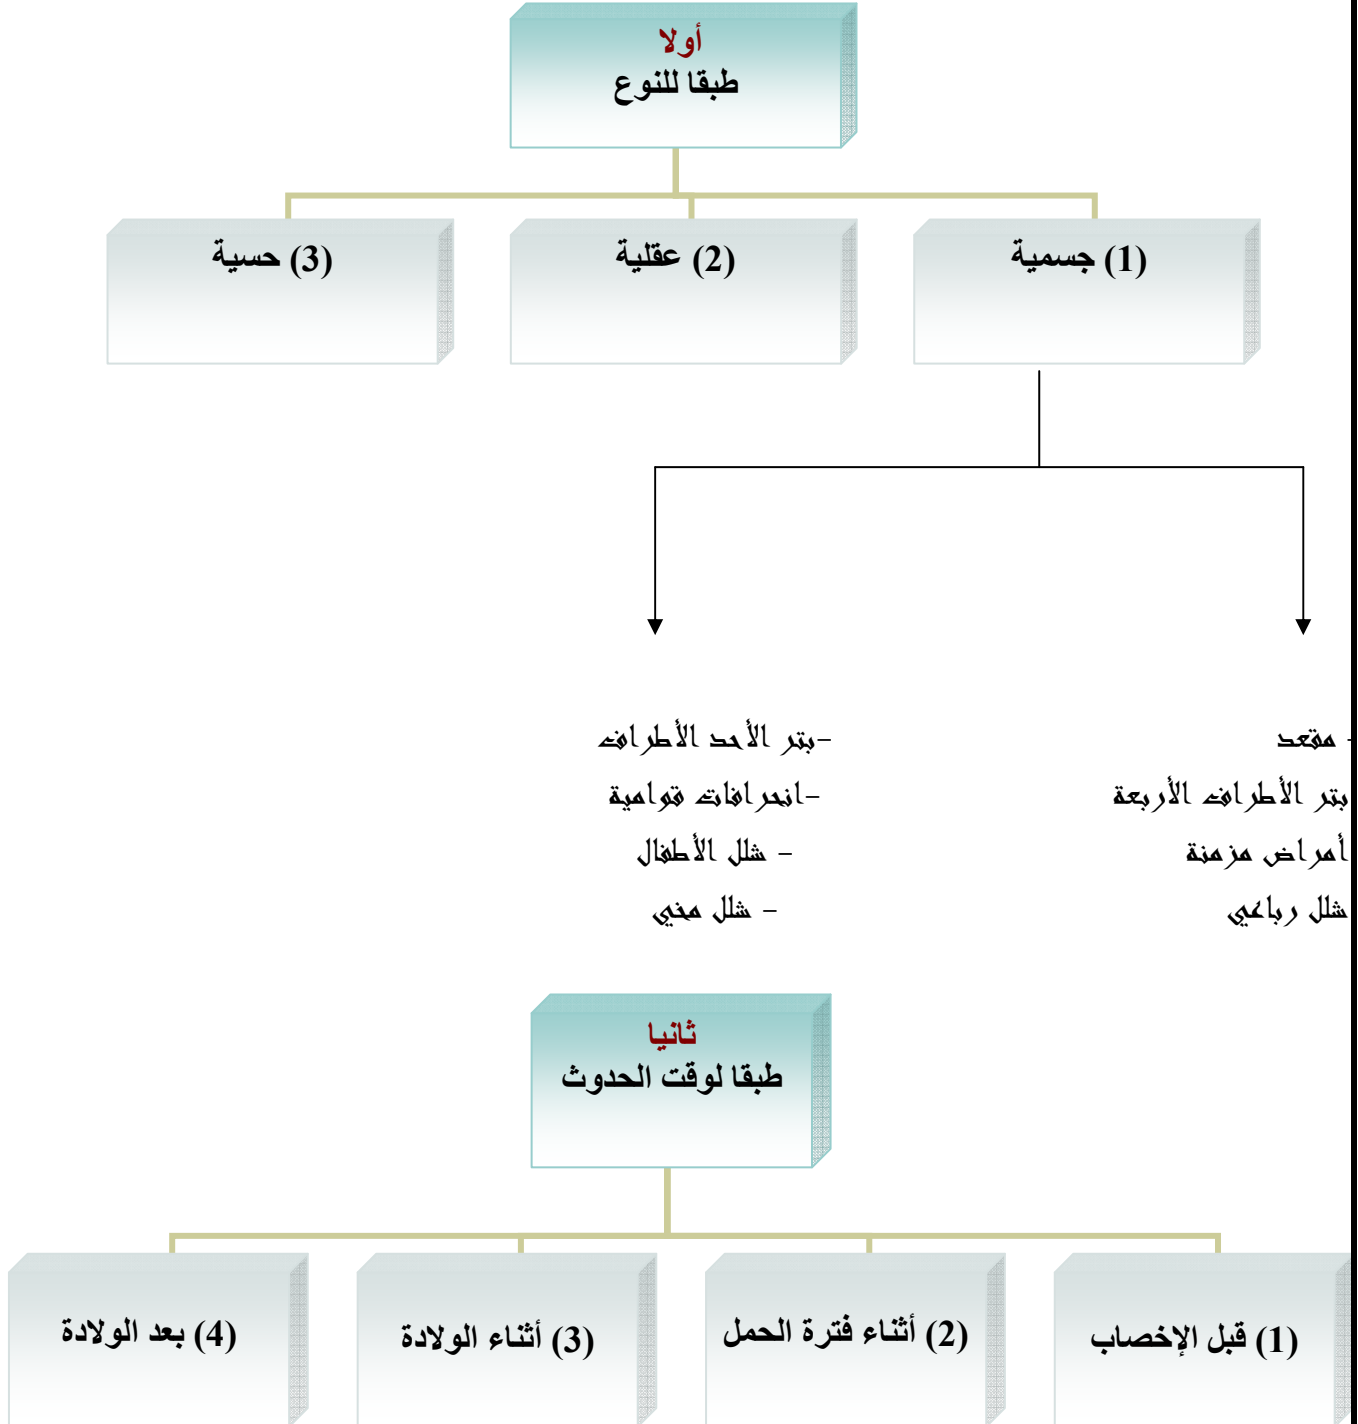 أولا
طبقا للنوع
(1) جسمية
(2) عقلية
(3) حسية
- مقعد
بتر الأطراف الأربعة
أمراض مزمنة
شلل رباعي
-بتر الأحد الأطراف
-انحرافات قوامية
- شلل الأطفال
- شلل مخي
ثانيا
طبقا لوقت الحدوث
(1) قبل الإخصاب
(2) أثناء فترة الحمل
(3) أثناء الولادة
(4) بعد الولادة